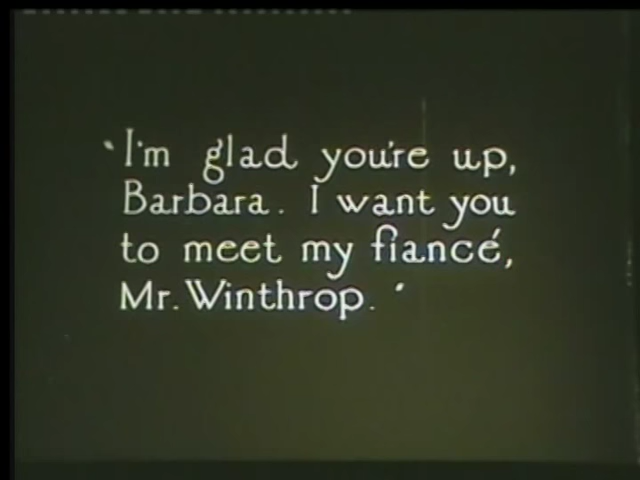 'I'm glad you're up,
Barbara. I want you
to meet my fiancé,
Mr. Winthrop.'